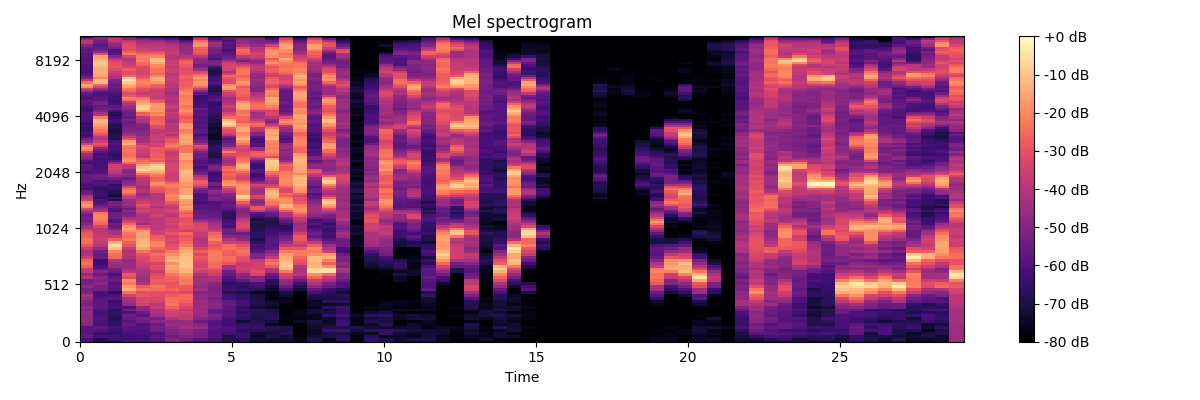 Mel spectrogram
Hz
8192
4096
2048
1024
512
0
0 5 10 15 20 25
Time
+0 dB
-10 dB
-20 dB
-30 dB
-40 dB
-50 dB
-60 dB
-70 dB
-80 dB